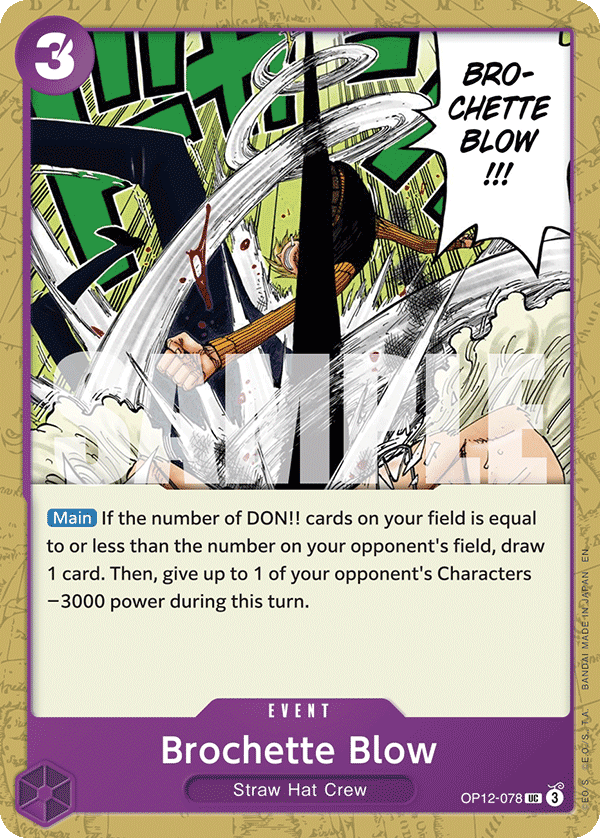 3
BRO-
CHETTE
BLOW
!!!
SAMPLE
Main If the number of DON!! cards on your field is equal
to or less than the number on your opponent's field, draw
1 card. Then, give up to 1 of your opponent's Characters
−3000 power during this turn.
EVENT
Brochette Blow
Straw Hat Crew
OP12-078 UC 3
BANDAI MADE IN JAPAN EN